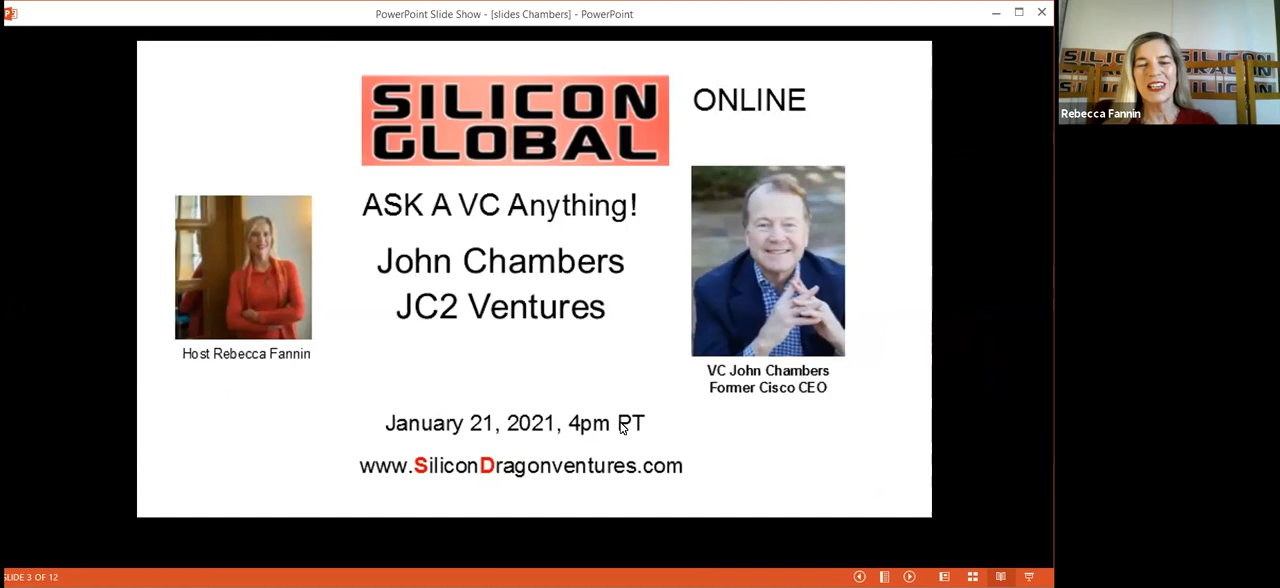 PowerPoint Slide Show - [slides Chambers] - PowerPoint
SILICON
GLOBAL
ONLINE
ASK A VC Anything!
John Chambers
JC2 Ventures
Host Rebecca Fannin
VC John Chambers
Former Cisco CEO
January 21, 2021, 4pm PT
www.SiliconDragonventures.com
SLIDE 3 OF 12
Rebecca Fannin